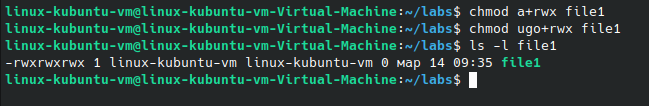 linux-kubuntu-vm@linux-kubuntu-vm-Virtual-Machine:~/labs$ chmod a+rwx file1
linux-kubuntu-vm@linux-kubuntu-vm-Virtual-Machine:~/labs$ chmod ugo+rwx file1
linux-kubuntu-vm@linux-kubuntu-vm-Virtual-Machine:~/labs$ ls -l file1
-rwxrwxrwx 1 linux-kubuntu-vm linux-kubuntu-vm 0 мар 14 09:35 file1
linux-kubuntu-vm@linux-kubuntu-vm-Virtual-Machine:~/labs$